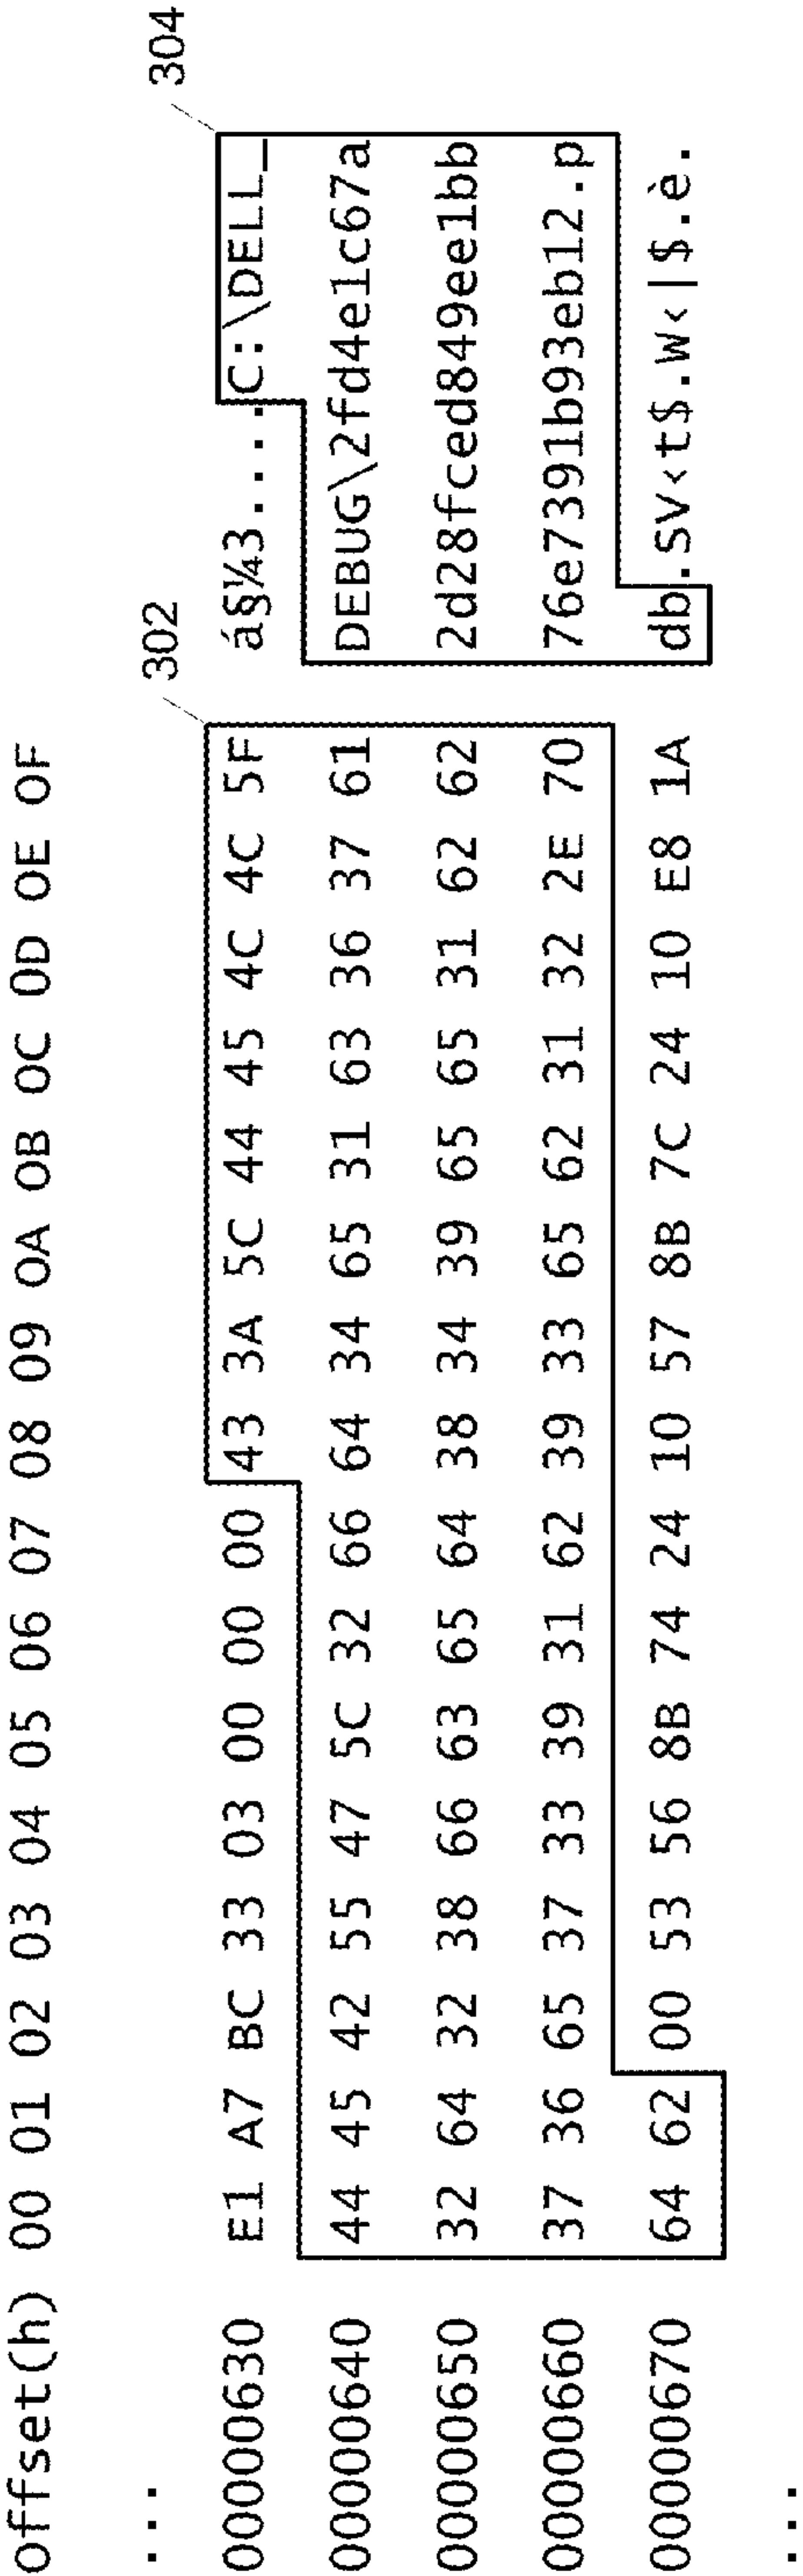 offset(h) 00 01 02 03 04 05 06 07 08 09 0A 0B 0C 0D 0E 0F
...
302
304
00000630 E1 A7 BC 33 03 00 00 00 43 3A 5C 44 45 4C 4C 5F á§¼3....C:\DELL_
00000640 44 45 42 55 47 5C 32 66 64 34 65 31 63 36 37 61 DEBUG\2fd4e1c67a
00000650 32 64 32 38 66 63 65 64 38 34 39 65 65 31 62 62 2d28fced849ee1bb
00000660 37 36 65 37 33 39 31 62 39 33 65 62 31 32 2E 70 76e7391b93eb12.p
00000670 64 62 00 53 56 8B 74 24 10 57 8B 7C 24 10 E8 1A db.SV‹t$.W‹|$.è.
...